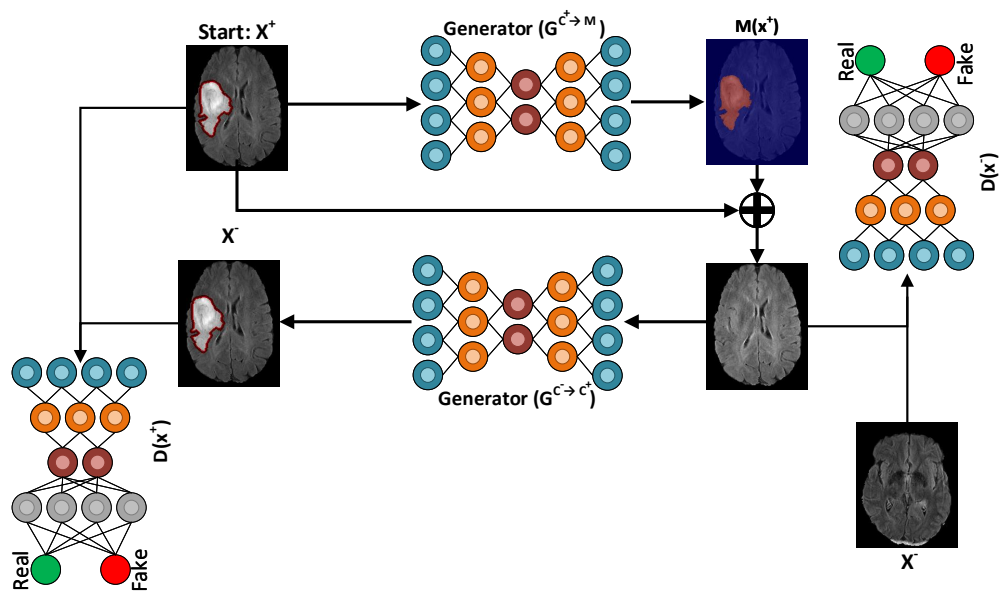 Start: X⁺
Generator (G^C⁺→ M)
M(x⁺)
Real
Fake
D(x⁻)
X⁻
Generator (G^C⁻→ C⁺)
D(x⁺)
Real
Fake
X⁻